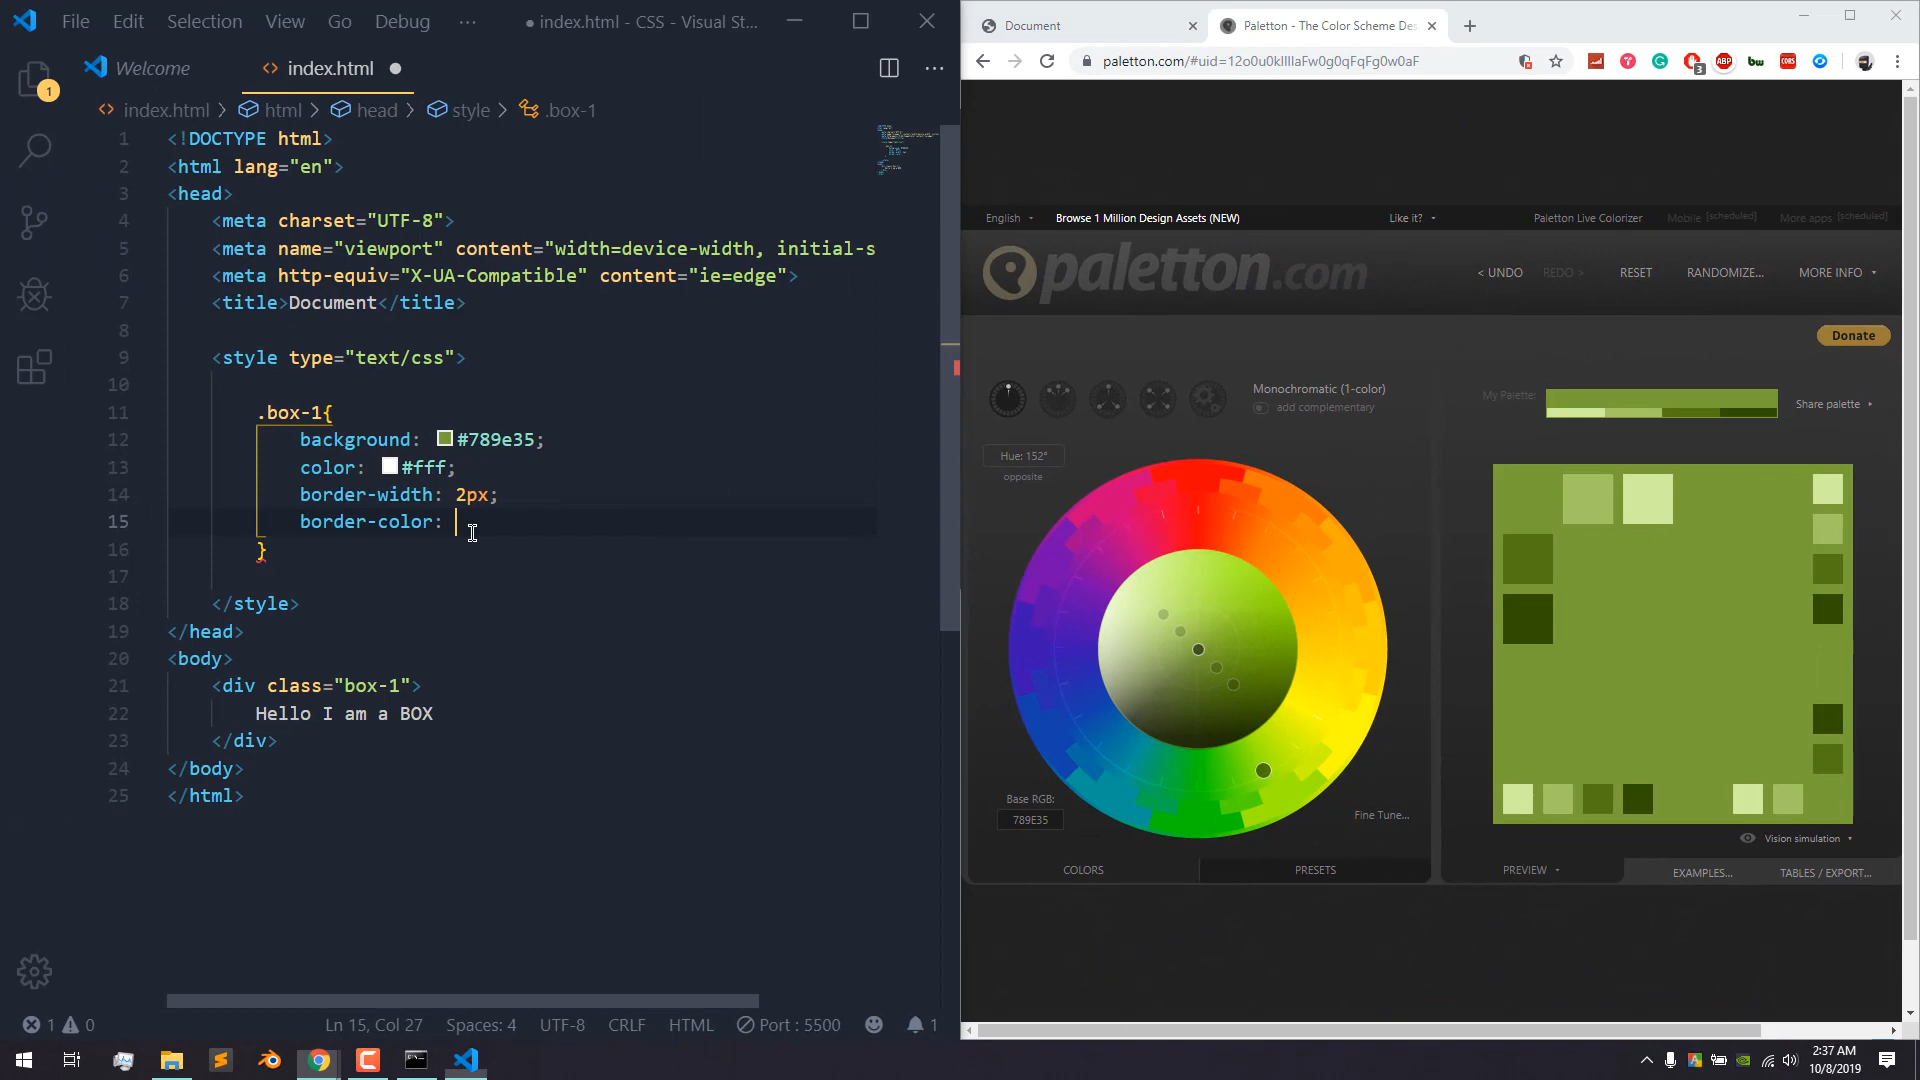 File Edit Selection View Go Debug ··· ● index.html - CSS - Visual St...
Welcome index.html ●
index.html > html > head > style > .box-1
1 <!DOCTYPE html>
2 <html lang="en">
3 <head>
4 <meta charset="UTF-8">
5 <meta name="viewport" content="width=device-width, initial-s
6 <meta http-equiv="X-UA-Compatible" content="ie=edge">
7 <title>Document</title>
8
9 <style type="text/css">
10
11 .box-1{
12 background: #789e35;
13 color: #fff;
14 border-width: 2px;
15 border-color:
16 }
17
18 </style>
19 </head>
20 <body>
21 <div class="box-1">
22 Hello I am a BOX
23 </div>
24 </body>
25 </html>
1
1 0 Ln 15, Col 27 Spaces: 4 UTF-8 CRLF HTML Port : 5500 1
Document Paletton - The Color Scheme Des
paletton.com/#uid=12o0u0kllllaFw0g0qFqFg0w0aF
3 ABP bw CORS
English Browse 1 Million Design Assets (NEW) Like it? Paletton Live Colorizer Mobile [scheduled] More apps [scheduled]
paletton.com < UNDO REDO > RESET RANDOMIZE... MORE INFO
Donate
Monochromatic (1-color)
add complementary
My Palette: Share palette
Hue: 152°
opposite
Base RGB:
789E35
Fine Tune...
Vision simulation
COLORS PRESETS PREVIEW EXAMPLES... TABLES / EXPORT...
2:37 AM
10/8/2019